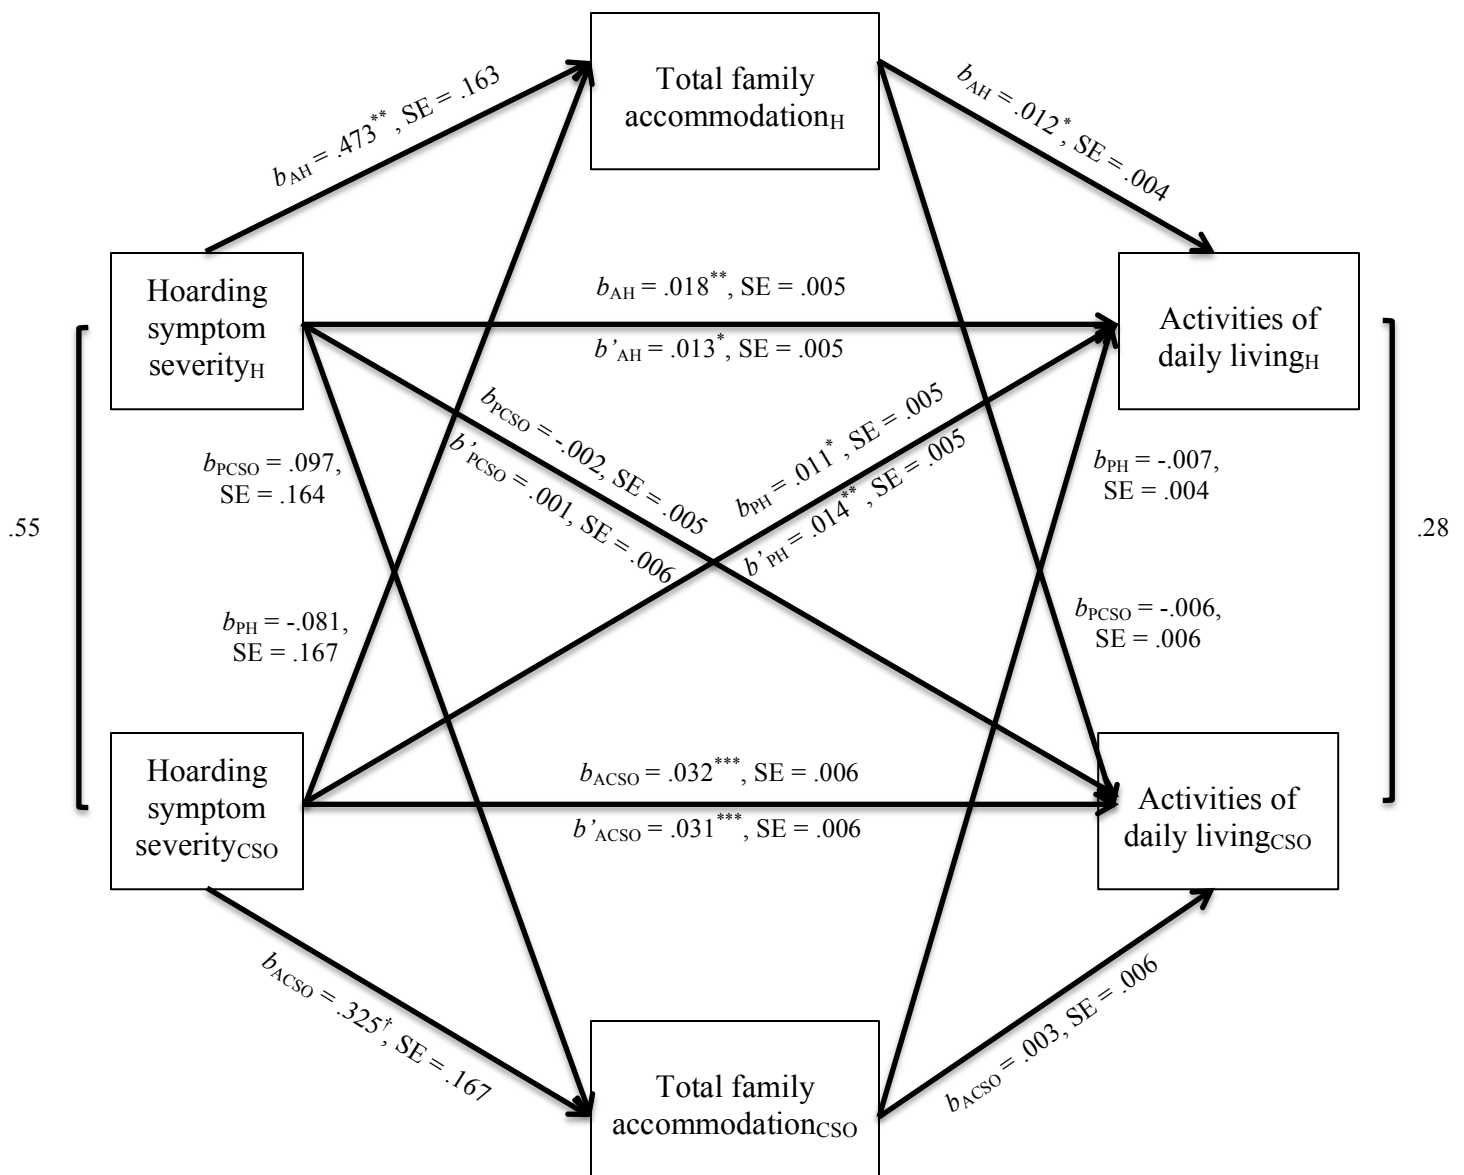 Total family
accommodationH
bAH = .473**, SE = .163
bAH = .012*, SE = .004
Hoarding
symptom
severityH
bAH = .018**, SE = .005
b'AH = .013*, SE = .005
Activities of
daily livingH
bPCSO = -.002, SE = .005
b'PCSO = .001, SE = .006
bPH = .011*, SE = .005
b'PH = .014**, SE = .005
bPCSO = .097,
SE = .164
bPH = -.007,
SE = .004
.55
.28
bPH = -.081,
SE = .167
bPCSO = -.006,
SE = .006
Hoarding
symptom
severityCSO
bACSO = .032***, SE = .006
b'ACSO = .031***, SE = .006
Activities of
daily livingCSO
bACSO = .325†, SE = .167
bACSO = .003, SE = .006
Total family
accommodationCSO